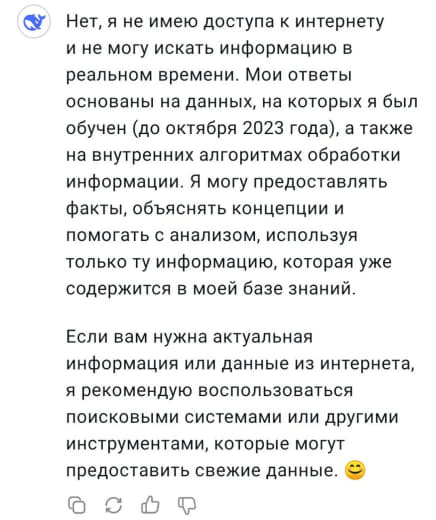 Нет, я не имею доступа к интернету
и не могу искать информацию в
реальном времени. Мои ответы
основаны на данных, на которых я был
обучен (до октября 2023 года), а также
на внутренних алгоритмах обработки
информации. Я могу предоставлять
факты, объяснять концепции и
помогать с анализом, используя
только ту информацию, которая уже
содержится в моей базе знаний.
Если вам нужна актуальная
информация или данные из интернета,
я рекомендую воспользоваться
поисковыми системами или другими
инструментами, которые могут
предоставить свежие данные. 😊